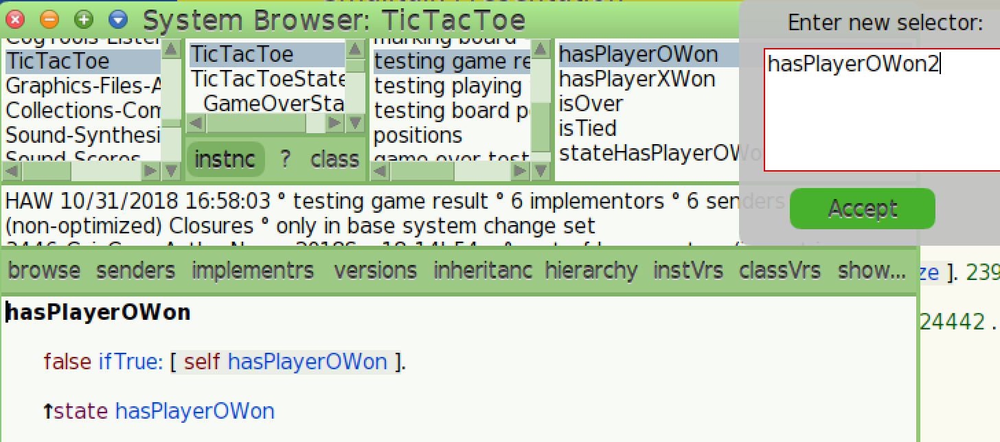 System Browser: TicTacToe
Enter new selector:
hasPlayerOWon2
Accept
TicTacToe
Graphics-Files-A
Collections-Com
Sound-Synthesi
Sound-Scores
TicTacToe
TicTacToeState
GameOverSta
instnc ? class
marking board
testing game re
testing playing
testing board p
positions
game over test
hasPlayerOWon
hasPlayerXWon
isOver
isTied
stateHasPlayerOWo
HAW 10/31/2018 16:58:03 ° testing game result ° 6 implementors ° 6 senders
(non-optimized) Closures ° only in base system change set
browse senders implementrs versions inheritanc hierarchy instVrs classVrs show...
hasPlayerOWon
false ifTrue: [ self hasPlayerOWon ].
↑state hasPlayerOWon
ze ]. 239
24442 .